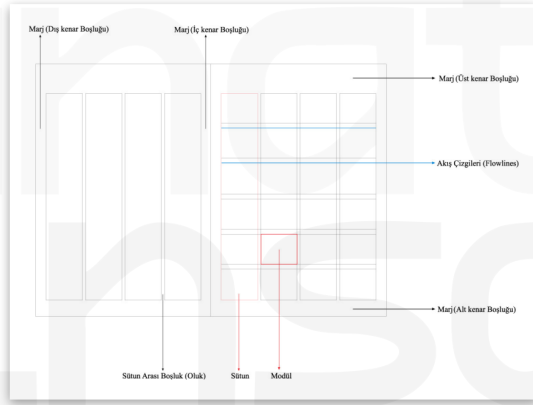 Marj (Dış kenar Boşluğu)
Marj (İç kenar Boşluğu)
Marj (Üst kenar Boşluğu)
Akış Çizgileri (Flowlines)
Marj (Alt kenar Boşluğu)
Sütun Arası Boşluk (Oluk)
Sütun
Modül